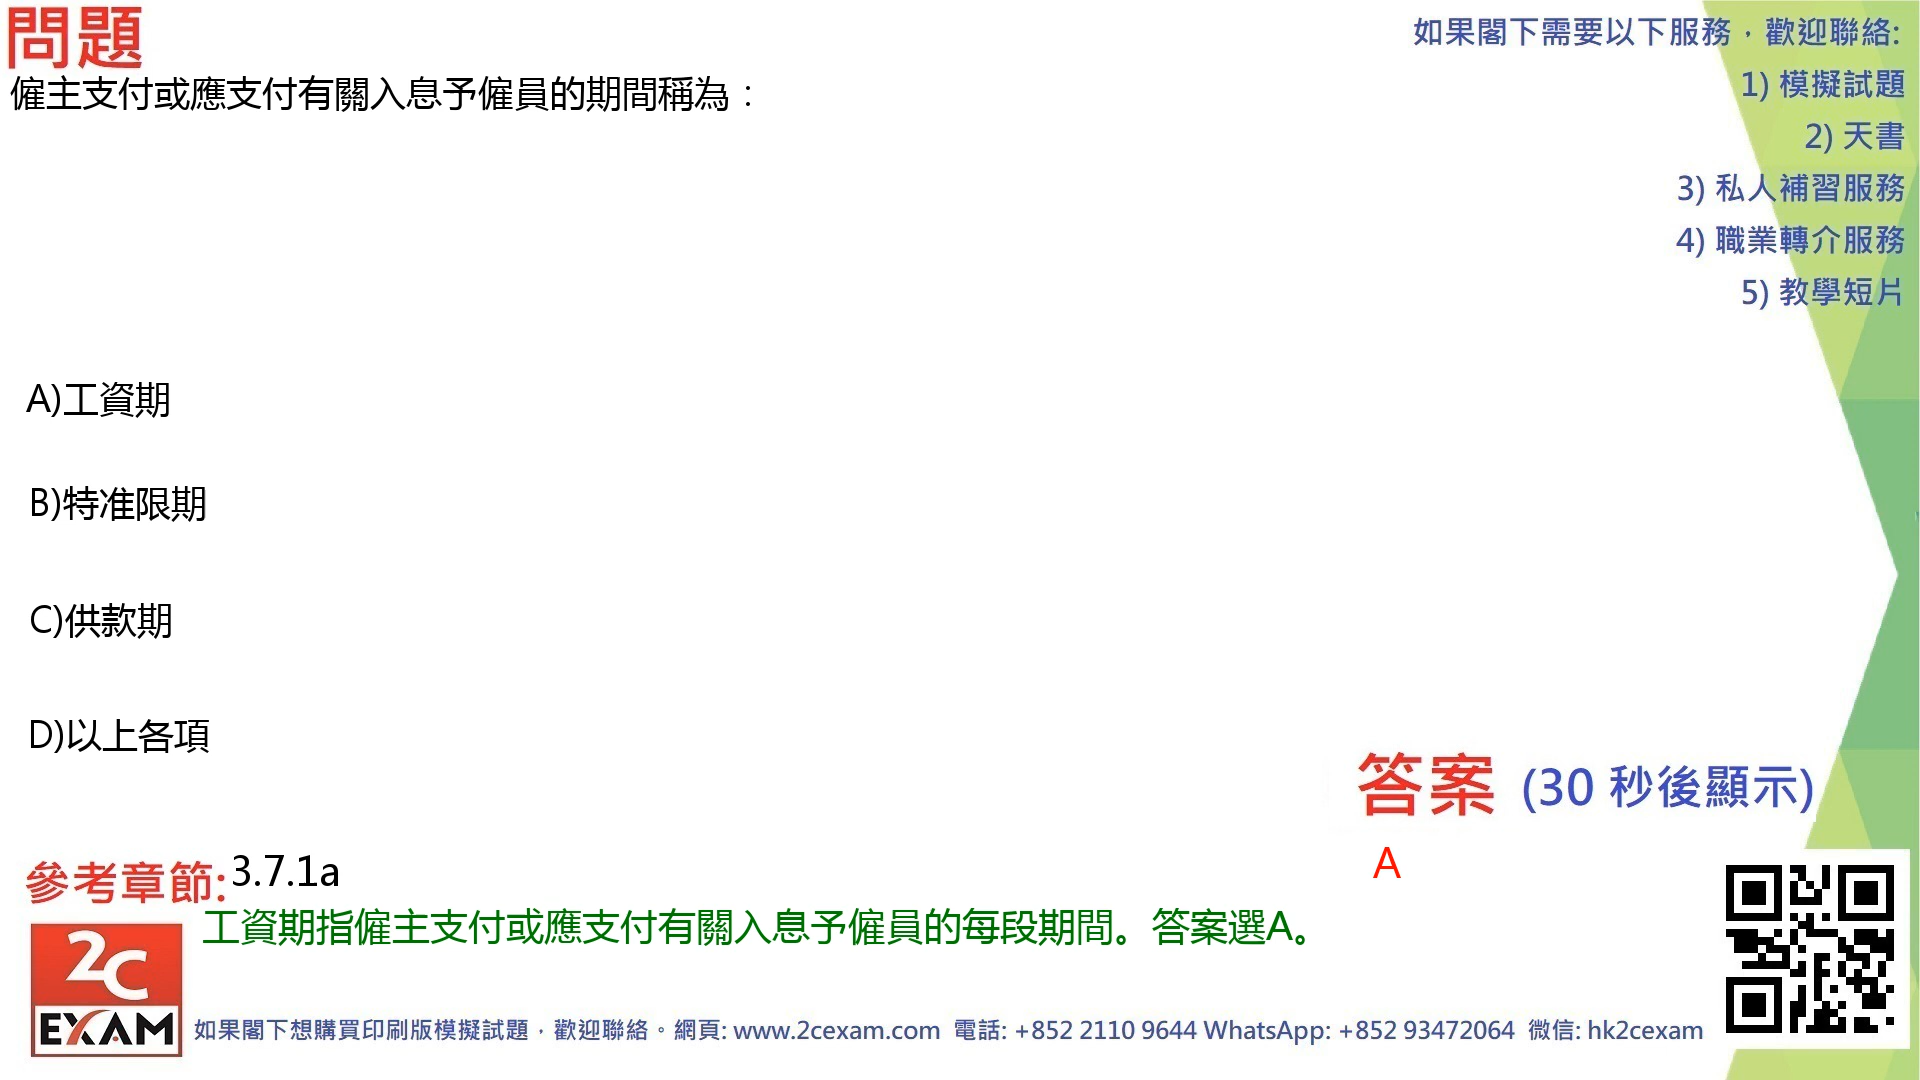 問題
僱主支付或應支付有關入息予僱員的期間稱為：
如果閣下需要以下服務，歡迎聯絡:
1) 模擬試題
2) 天書
3) 私人補習服務
4) 職業轉介服務
5) 教學短片
A)工資期
B)特准限期
C)供款期
D)以上各項
答案 (30 秒後顯示)
A
參考章節:3.7.1a
工資期指僱主支付或應支付有關入息予僱員的每段期間。答案選A。
2C
EXAM
如果閣下想購買印刷版模擬試題，歡迎聯絡。網頁: www.2cexam.com 電話: +852 2110 9644 WhatsApp: +852 93472064 微信: hk2cexam